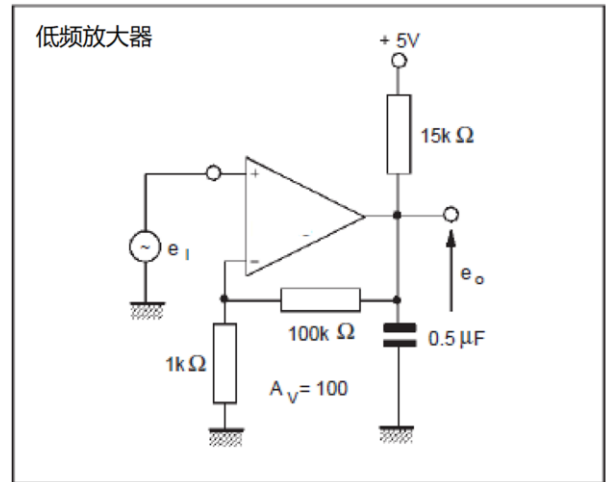 低频放大器
+ 5V
15k Ω
+
-
~
e I
−
e o
100k Ω
0.5 μF
1k Ω
A V = 100